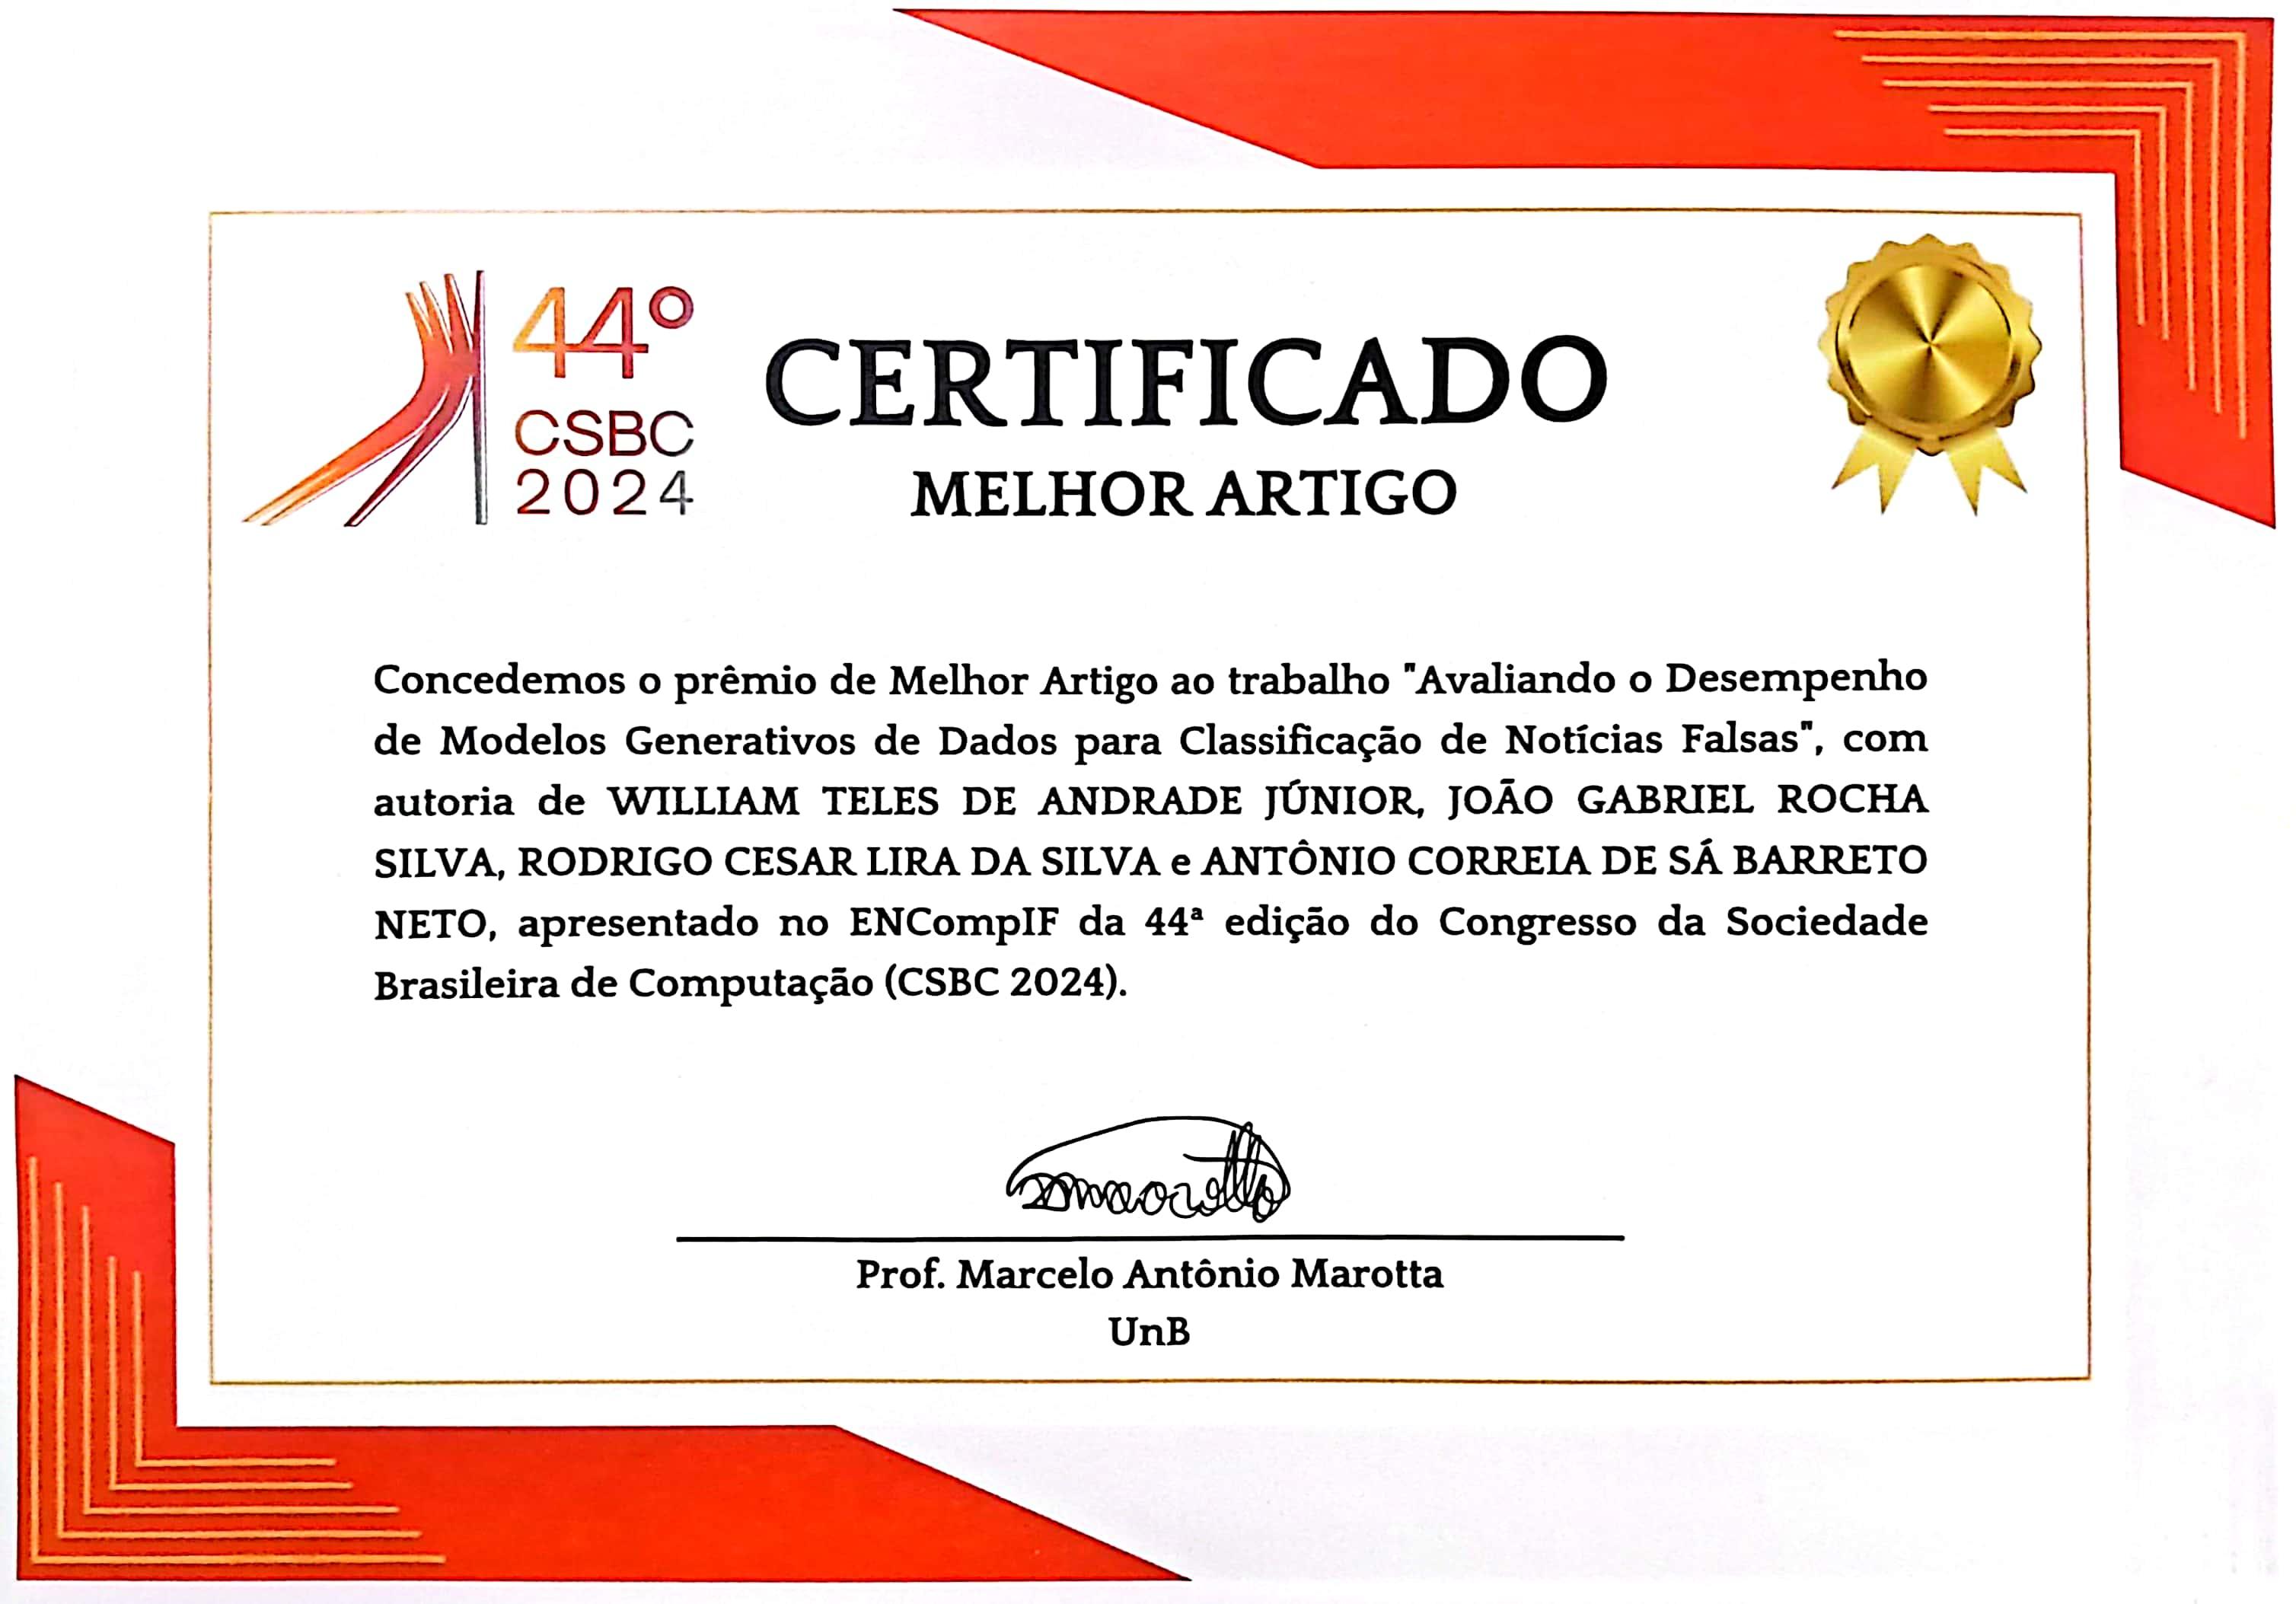 44º
CSBC
2024
CERTIFICADO
MELHOR ARTIGO
Concedemos o prêmio de Melhor Artigo ao trabalho "Avaliando o Desempenho
de Modelos Generativos de Dados para Classificação de Notícias Falsas", com
autoria de WILLIAM TELES DE ANDRADE JÚNIOR, JOÃO GABRIEL ROCHA
SILVA, RODRIGO CESAR LIRA DA SILVA e ANTÔNIO CORREIA DE SÁ BARRETO
NETO, apresentado no ENCompIF da 44ª edição do Congresso da Sociedade
Brasileira de Computação (CSBC 2024).
Prof. Marcelo Antônio Marotta
UnB